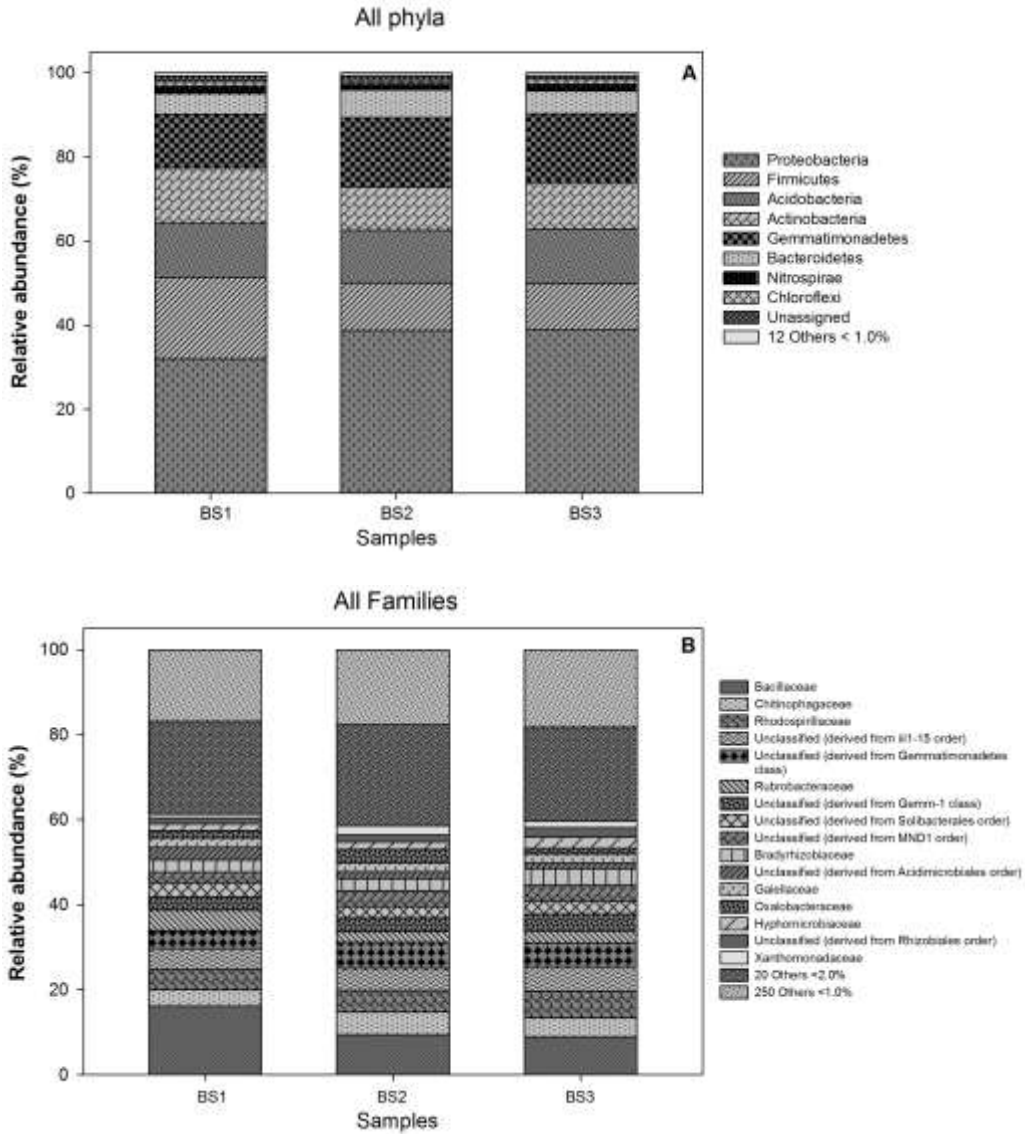 All phyla
A
100
80
60
40
20
0
Relative abundance (%)
BS1
BS2
BS3
Samples
Proteobacteria
Firmicutes
Acidobacteria
Actinobacteria
Gemmatimonadetes
Bacteroidetes
Nitrospirae
Chloroflexi
Unassigned
12 Others < 1.0%
All Families
B
100
80
60
40
20
0
Relative abundance (%)
BS1
BS2
BS3
Samples
Bacillaceae
Chitinophagaceae
Rhodospirillaceae
Unclassified (derived from iii1-15 order)
Unclassified (derived from Gemmatimonadetes
class)
Rubrobacteraceae
Unclassified (derived from Gemm-1 class)
Unclassified (derived from Solibacterales order)
Unclassified (derived from MND1 order)
Bradyrhizobiaceae
Unclassified (derived from Acidimicrobiales order)
Gaiellaceae
Oxalobacteraceae
Hyphomicrobiaceae
Unclassified (derived from Rhizobiales order)
Xanthomonadaceae
20 Others <2.0%
250 Others <1.0%